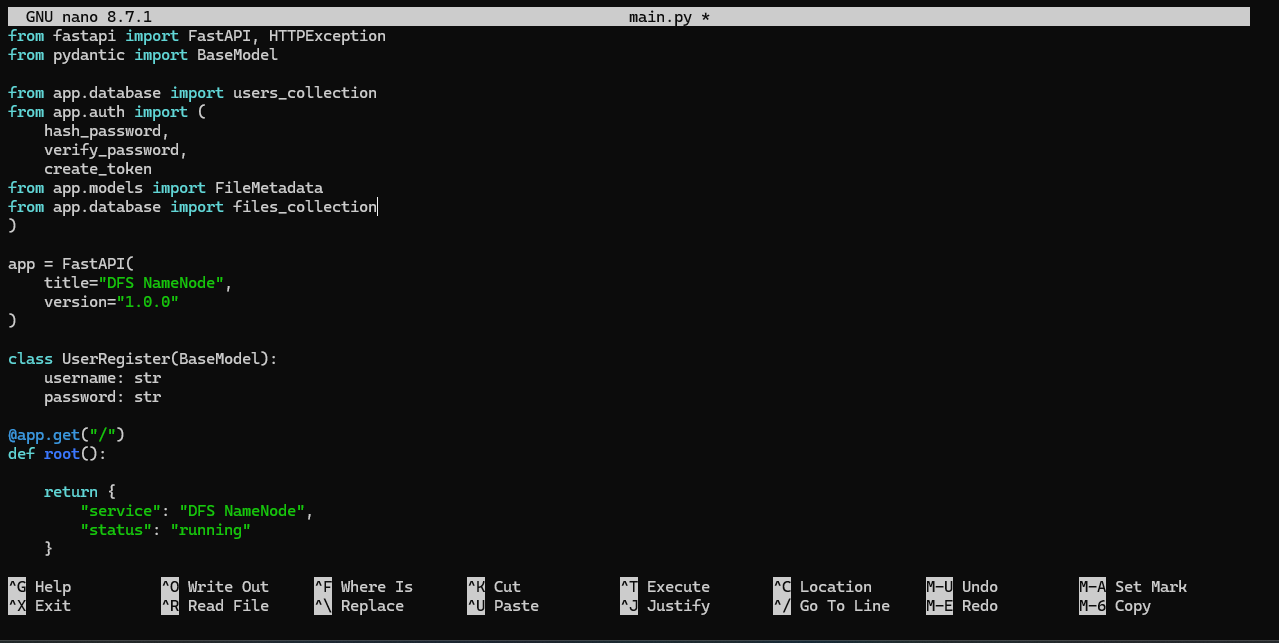 GNU nano 8.7.1 main.py *
from fastapi import FastAPI, HTTPException
from pydantic import BaseModel

from app.database import users_collection
from app.auth import (
    hash_password,
    verify_password,
    create_token
from app.models import FileMetadata
from app.database import files_collection
)

app = FastAPI(
    title="DFS NameNode",
    version="1.0.0"
)

class UserRegister(BaseModel):
    username: str
    password: str

@app.get("/")
def root():

    return {
        "service": "DFS NameNode",
        "status": "running"
    }

^G Help ^O Write Out ^F Where Is ^K Cut ^T Execute ^C Location M-U Undo M-A Set Mark
^X Exit ^R Read File ^\ Replace ^U Paste ^J Justify ^/ Go To Line M-E Redo M-6 Copy